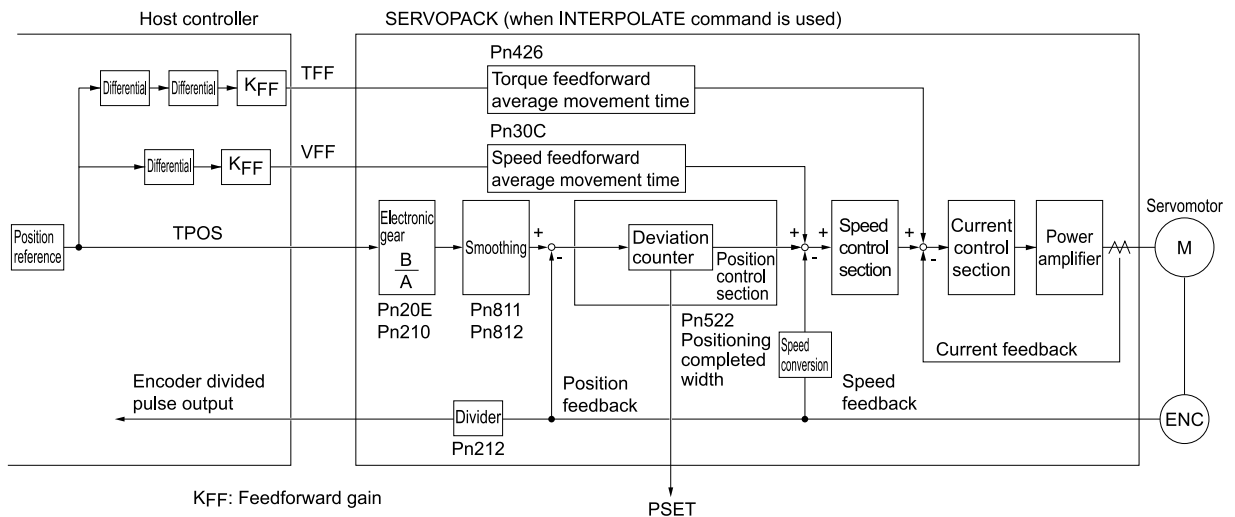 Host controller
SERVOPACK (when INTERPOLATE command is used)
Pn426
TFF
Differential
Differential
KFF
Torque feedforward
average movement time
Pn30C
VFF
Differential
KFF
Speed feedforward
average movement time
Position
reference
TPOS
Electronic
gear
B
A
Pn20E
Pn210
Smoothing
Pn811
Pn812
+
-
Deviation
counter
Position
control
section
Pn522
Positioning
completed
width
+
+
-
Speed
control
section
+
-
Current
control
section
Power
amplifier
Servomotor
M
Current feedback
Speed
conversion
Speed
feedback
Position
feedback
Encoder divided
pulse output
Divider
Pn212
ENC
KFF: Feedforward gain
PSET